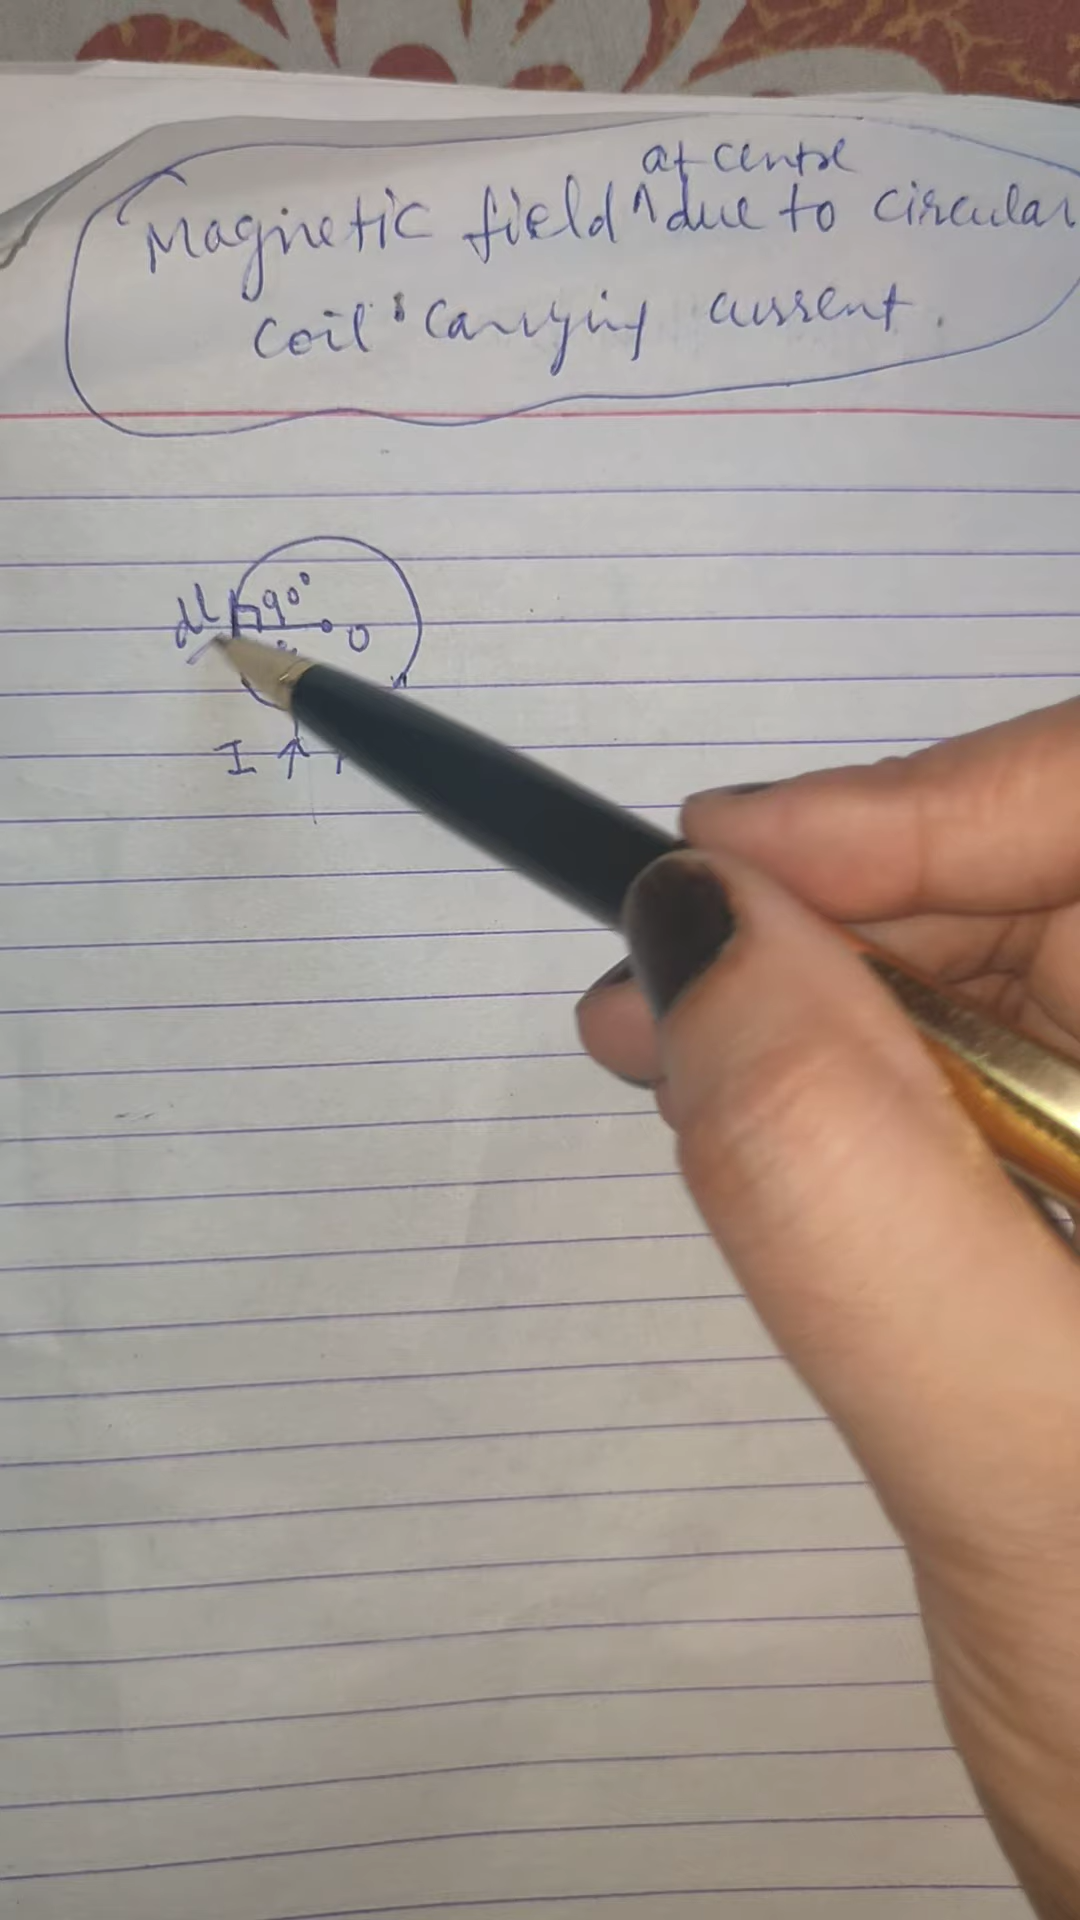 at centre
Magnetic field ^ due to circular
coil carrying current.
90°
dl
O
I